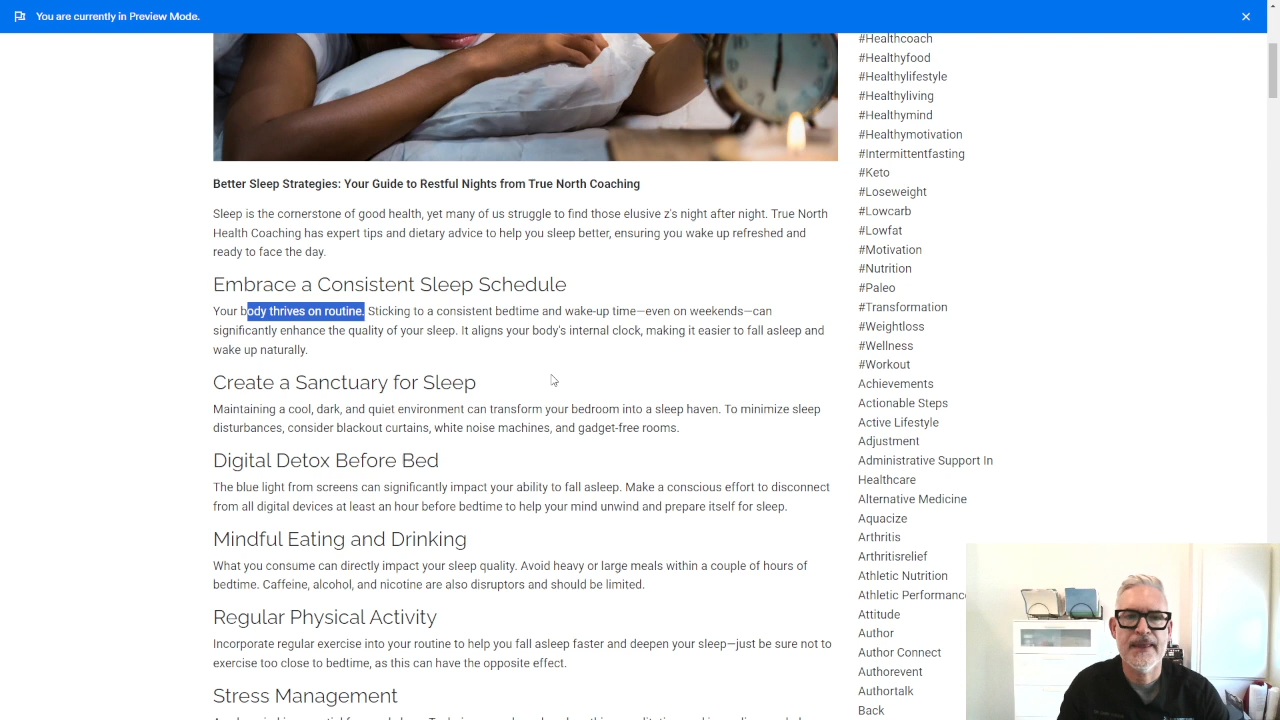 You are currently in Preview Mode.
Better Sleep Strategies: Your Guide to Restful Nights from True North Coaching
Sleep is the cornerstone of good health, yet many of us struggle to find those elusive z's night after night. True North
Health Coaching has expert tips and dietary advice to help you sleep better, ensuring you wake up refreshed and
ready to face the day.
Embrace a Consistent Sleep Schedule
Your body thrives on routine. Sticking to a consistent bedtime and wake-up time—even on weekends—can
significantly enhance the quality of your sleep. It aligns your body's internal clock, making it easier to fall asleep and
wake up naturally.
Create a Sanctuary for Sleep
Maintaining a cool, dark, and quiet environment can transform your bedroom into a sleep haven. To minimize sleep
disturbances, consider blackout curtains, white noise machines, and gadget-free rooms.
Digital Detox Before Bed
The blue light from screens can significantly impact your ability to fall asleep. Make a conscious effort to disconnect
from all digital devices at least an hour before bedtime to help your mind unwind and prepare itself for sleep.
Mindful Eating and Drinking
What you consume can directly impact your sleep quality. Avoid heavy or large meals within a couple of hours of
bedtime. Caffeine, alcohol, and nicotine are also disruptors and should be limited.
Regular Physical Activity
Incorporate regular exercise into your routine to help you fall asleep faster and deepen your sleep—just be sure not to
exercise too close to bedtime, as this can have the opposite effect.
Stress Management
#Healthcoach
#Healthyfood
#Healthylifestyle
#Healthyliving
#Healthymind
#Healthymotivation
#Intermittentfasting
#Keto
#Loseweight
#Lowcarb
#Lowfat
#Motivation
#Nutrition
#Paleo
#Transformation
#Weightloss
#Wellness
#Workout
Achievements
Actionable Steps
Active Lifestyle
Adjustment
Administrative Support In
Healthcare
Alternative Medicine
Aquacize
Arthritis
Arthritisrelief
Athletic Nutrition
Athletic Performance
Attitude
Author
Author Connect
Authorevent
Authortalk
Back